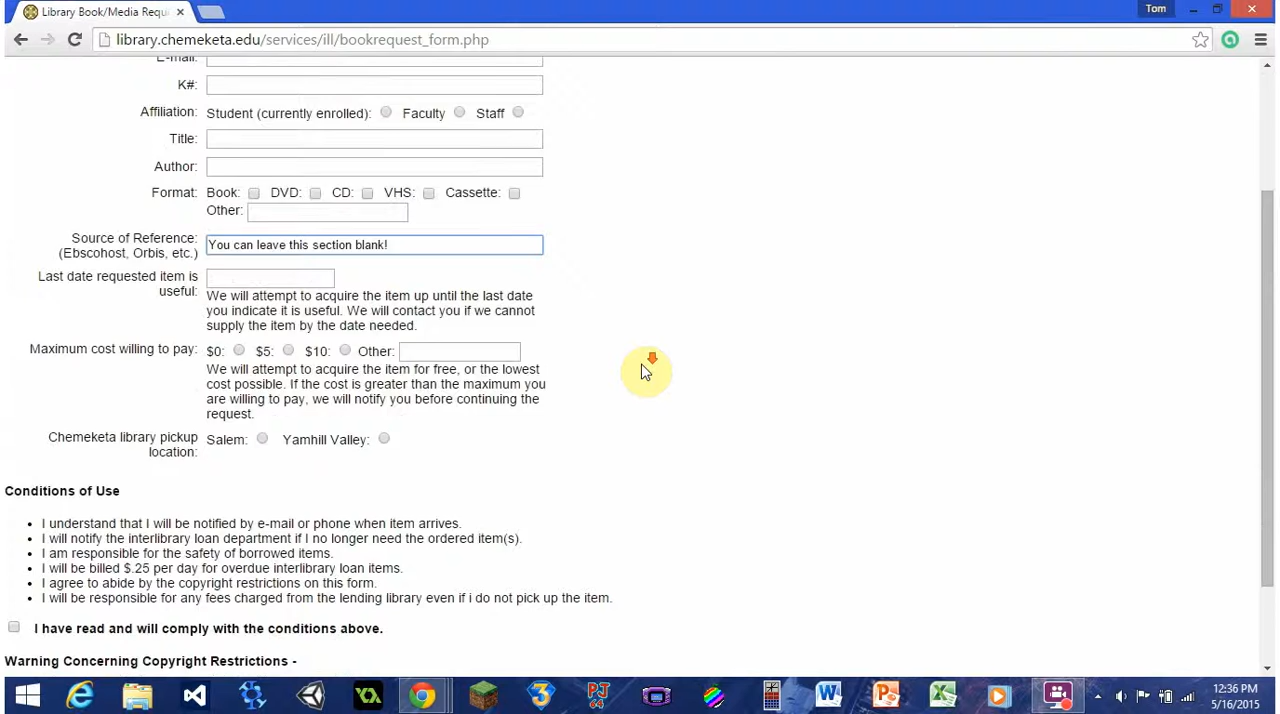 Library Book/Media Requ
Tom
library.chemeketa.edu/services/ill/bookrequest_form.php
E-mail:
K#:
Affiliation: Student (currently enrolled): Faculty Staff
Title:
Author:
Format: Book: DVD: CD: VHS: Cassette:
Other:
Source of Reference: You can leave this section blank!
(Ebscohost, Orbis, etc.)
Last date requested item is
useful:
We will attempt to acquire the item up until the last date
you indicate it is useful. We will contact you if we cannot
supply the item by the date needed.
Maximum cost willing to pay: $0: $5: $10: Other:
We will attempt to acquire the item for free, or the lowest
cost possible. If the cost is greater than the maximum you
are willing to pay, we will notify you before continuing the
request.
Chemeketa library pickup
location: Salem: Yamhill Valley:
Conditions of Use
• I understand that I will be notified by e-mail or phone when item arrives.
• I will notify the interlibrary loan department if I no longer need the ordered item(s).
• I am responsible for the safety of borrowed items.
• I will be billed $.25 per day for overdue interlibrary loan items.
• I agree to abide by the copyright restrictions on this form.
• I will be responsible for any fees charged from the lending library even if i do not pick up the item.
I have read and will comply with the conditions above.
Warning Concerning Copyright Restrictions -
PJ
64
12:36 PM
5/16/2015